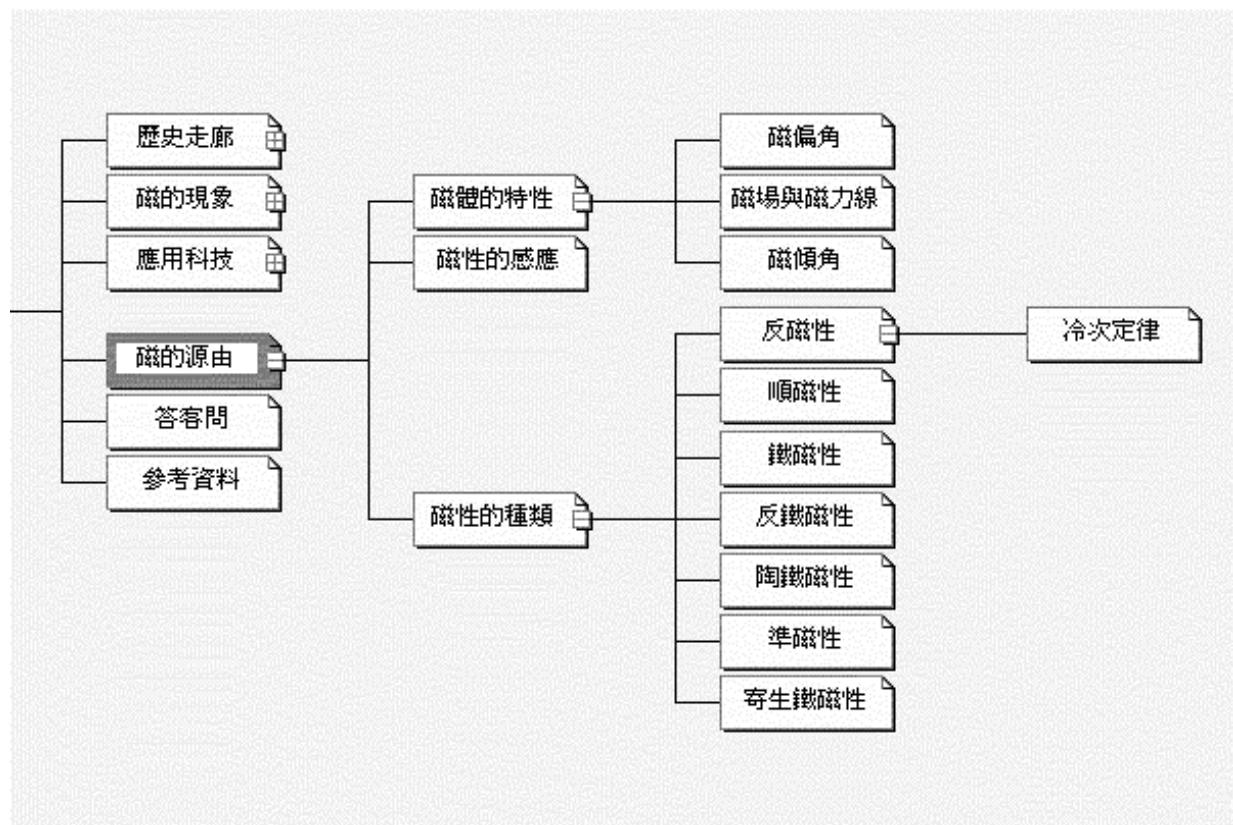 歷史走廊
磁的現象
應用科技
磁的源由
答客問
參考資料
磁體的特性
磁性的感應
磁性的種類
磁偏角
磁場與磁力線
磁傾角
反磁性
順磁性
鐵磁性
反鐵磁性
陶鐵磁性
準磁性
寄生鐵磁性
冷次定律